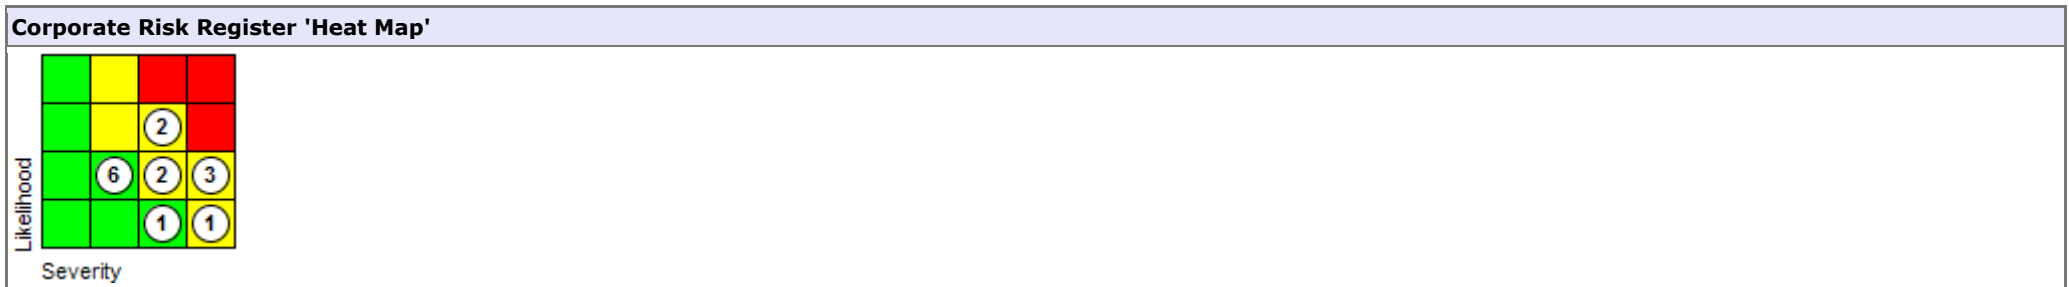 Corporate Risk Register 'Heat Map'
2
6 2 3
1 1
Likelihood
Severity